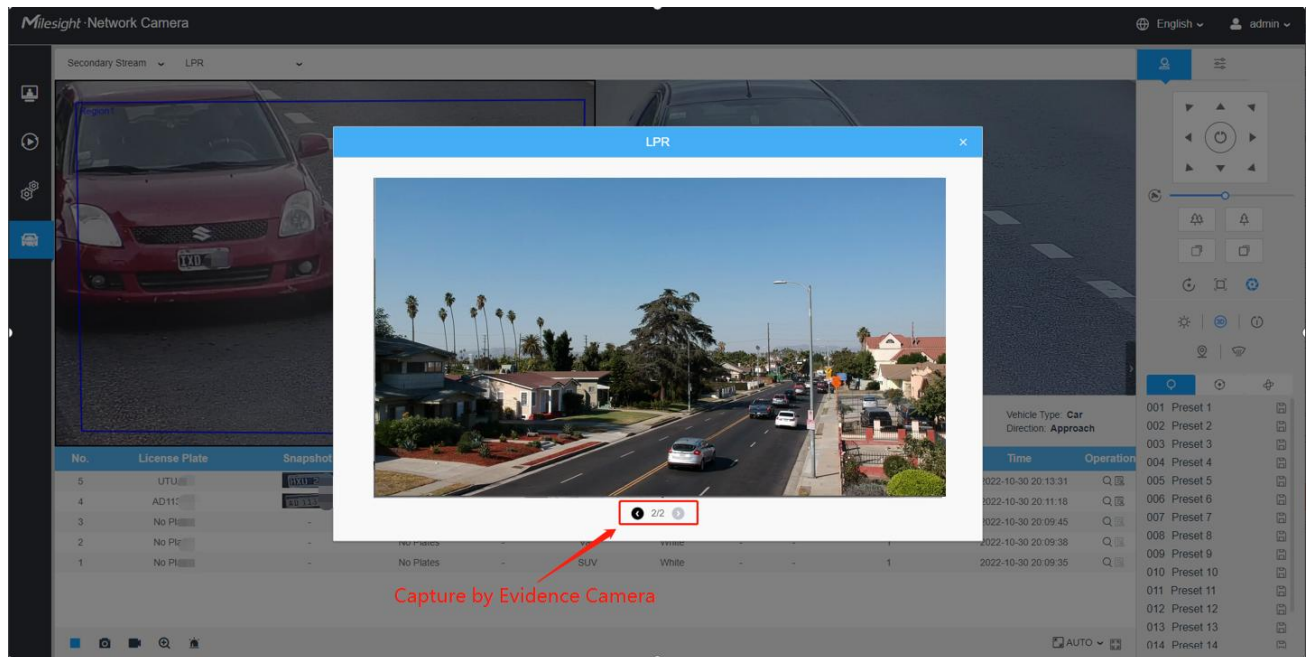 Milesight · Network Camera
English
admin
Secondary Stream
LPR
Region1
LPR
Vehicle Type: Car
Direction: Approach
2/2
No.
License Plate
Snapshot
Time
Operation
5
UTU
2022-10-30 20:13:31
4
2022-10-30 20:11:18
3
2022-10-30 20:09:45
2
No Plates
-
White
-
-
1
2022-10-30 20:09:38
1
-
No Plates
-
SUV
White
-
-
1
2022-10-30 20:09:35
Capture by Evidence Camera
AUTO
001 Preset 1
002 Preset 2
003 Preset 3
004 Preset 4
005 Preset 5
006 Preset 6
007 Preset 7
008 Preset 8
009 Preset 9
010 Preset 10
011 Preset 11
012 Preset 12
013 Preset 13
014 Preset 14